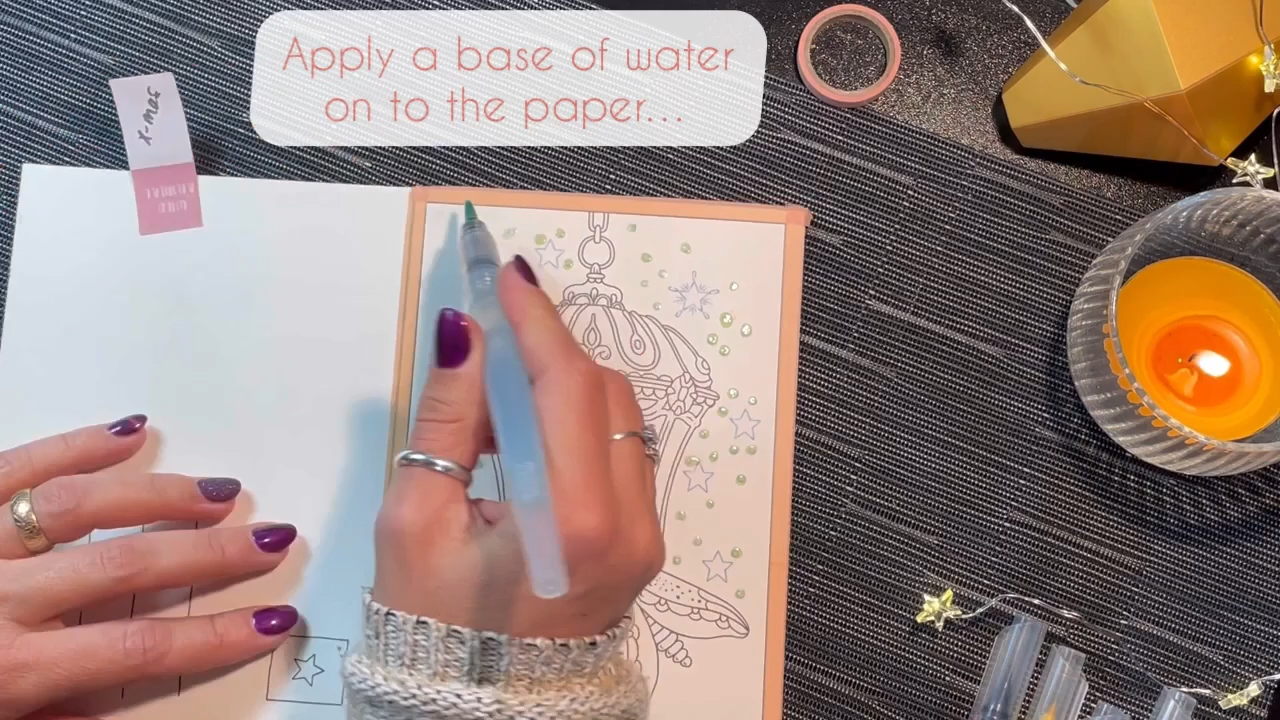 Apply a base of water
on to the paper...
x-mas